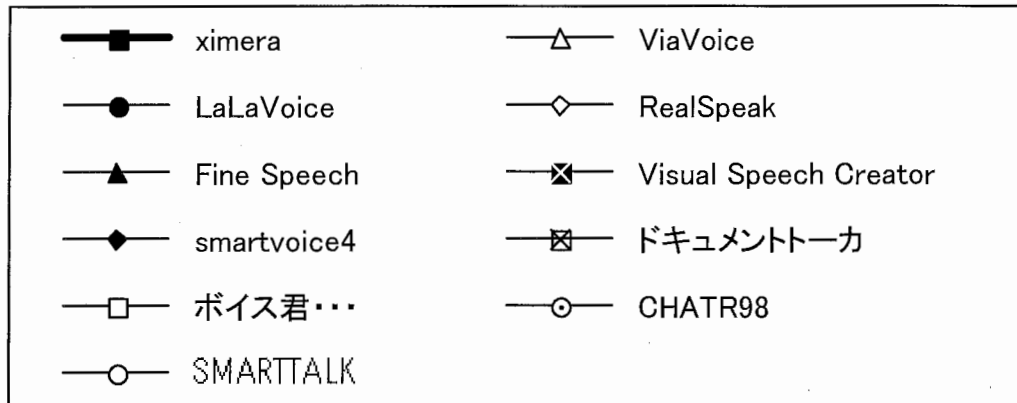 ximera
LaLaVoice
Fine Speech
smartvoice4
ボイス君・・・
SMARTTALK
ViaVoice
RealSpeak
Visual Speech Creator
ドキュメントトーカ
CHATR98